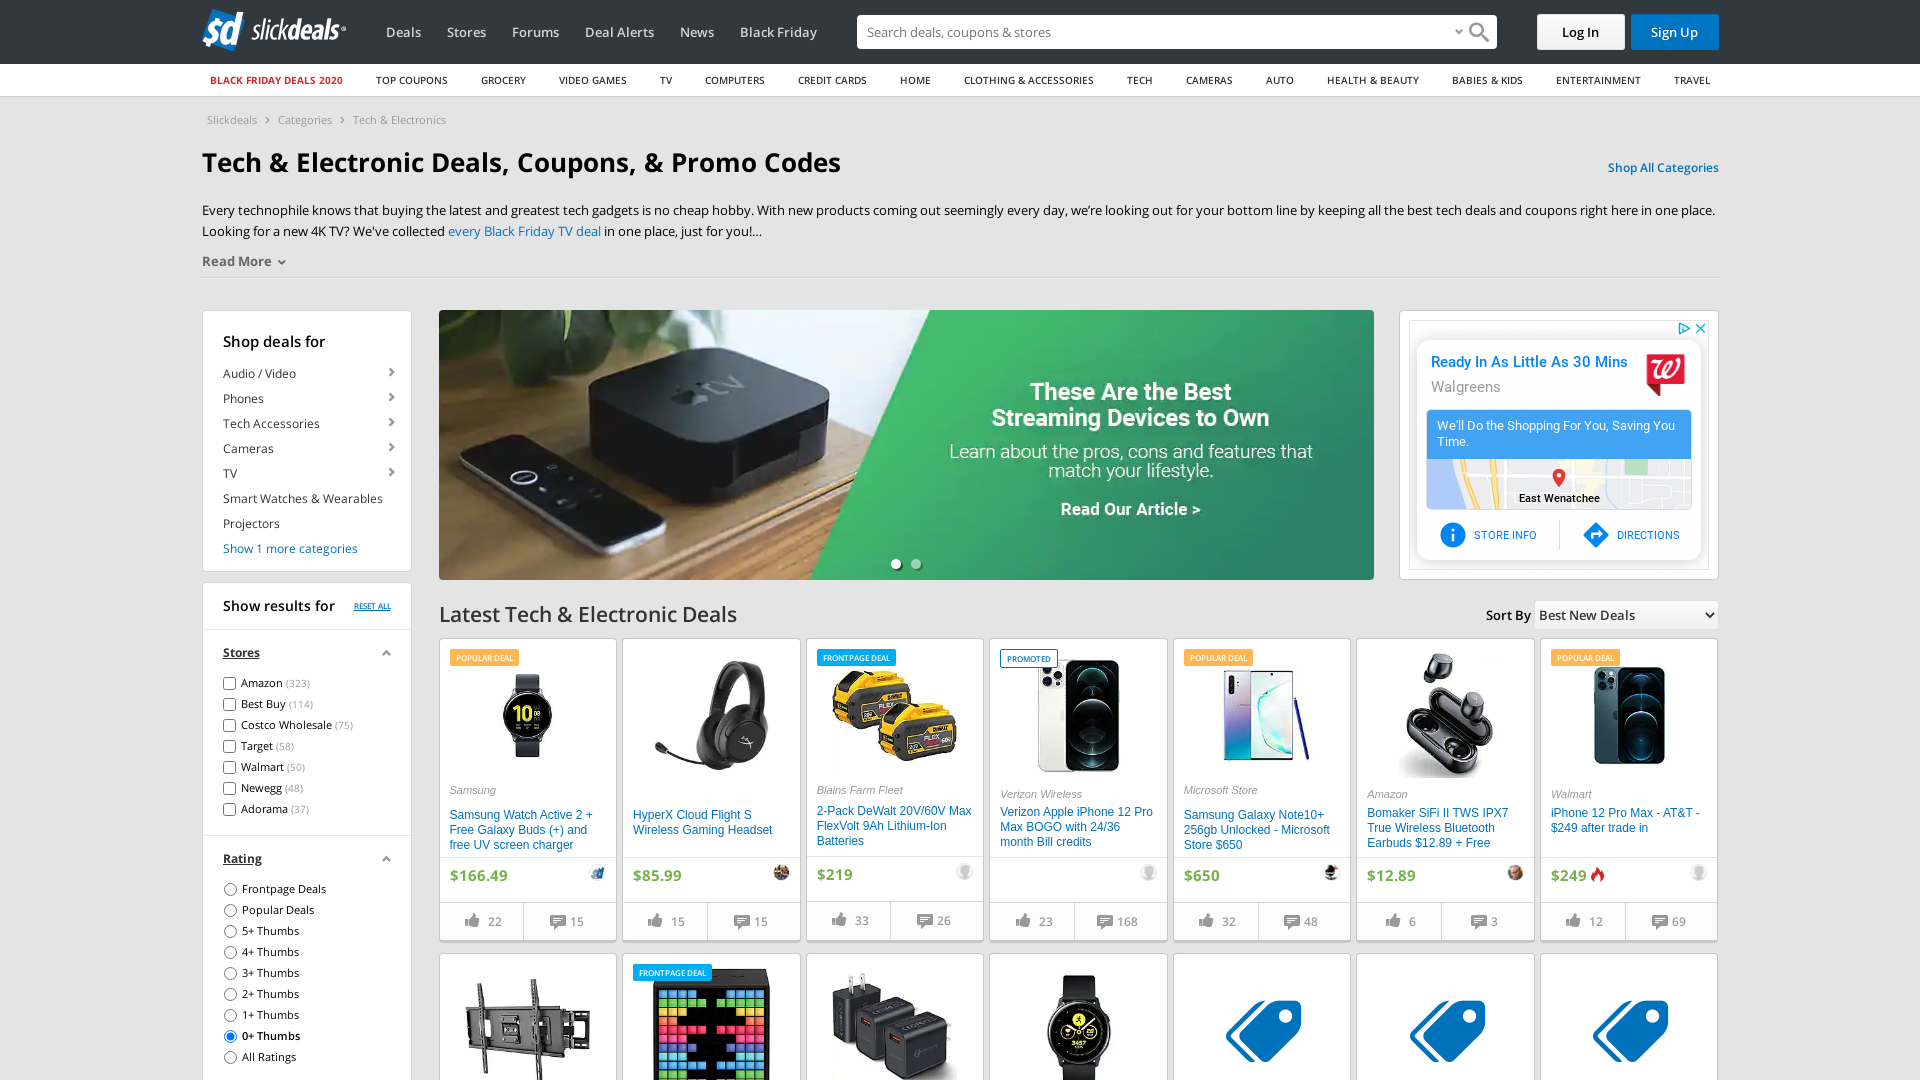 slickdeals
Deals
Stores
Forums
Deal Alerts
News
Black Friday
Search deals, coupons & stores
Log In
Sign Up
BLACK FRIDAY DEALS 2020
TOP COUPONS
GROCERY
VIDEO GAMES
TV
COMPUTERS
CREDIT CARDS
HOME
CLOTHING & ACCESSORIES
TECH
CAMERAS
AUTO
HEALTH & BEAUTY
BABIES & KIDS
ENTERTAINMENT
TRAVEL
Slickdeals > Categories > Tech & Electronics
Tech & Electronic Deals, Coupons, & Promo Codes
Shop All Categories
Every technophile knows that buying the latest and greatest tech gadgets is no cheap hobby. With new products coming out seemingly every day, we’re looking out for your bottom line by keeping all the best tech deals and coupons right here in one place.
Looking for a new 4K TV? We've collected every Black Friday TV deal in one place, just for you!...
Read More
Shop deals for
Audio / Video
Phones
Tech Accessories
Cameras
TV
Smart Watches & Wearables
Projectors
Show 1 more categories
Show results for
RESET ALL
Stores
Amazon (323)
Best Buy (114)
Costco Wholesale (75)
Target (58)
Walmart (50)
Newegg (48)
Adorama (37)
Rating
Frontpage Deals
Popular Deals
5+ Thumbs
4+ Thumbs
3+ Thumbs
2+ Thumbs
1+ Thumbs
0+ Thumbs
All Ratings
tv
These Are the Best
Streaming Devices to Own
Learn about the pros, cons and features that
match your lifestyle.
Read Our Article >
Ready In As Little As 30 Mins
Walgreens
We'll Do the Shopping For You, Saving You
Time.
East Wenatchee
STORE INFO
DIRECTIONS
Latest Tech & Electronic Deals
Sort By
Best New Deals
POPULAR DEAL
Samsung
Samsung Watch Active 2 +
Free Galaxy Buds (+) and
free UV screen charger
$166.49
22
15
HyperX Cloud Flight S
Wireless Gaming Headset
$85.99
15
15
FRONTPAGE DEAL
Blains Farm Fleet
2-Pack DeWalt 20V/60V Max
FlexVolt 9Ah Lithium-Ion
Batteries
$219
33
26
PROMOTED
Verizon Wireless
Verizon Apple iPhone 12 Pro
Max BOGO with 24/36
month Bill credits
23
168
POPULAR DEAL
Microsoft Store
Samsung Galaxy Note10+
256gb Unlocked - Microsoft
Store $650
$650
32
48
Amazon
Bomaker SiFi II TWS IPX7
True Wireless Bluetooth
Earbuds $12.89 + Free
$12.89
6
3
POPULAR DEAL
Walmart
iPhone 12 Pro Max - AT&T -
$249 after trade in
$249
12
69
FRONTPAGE DEAL